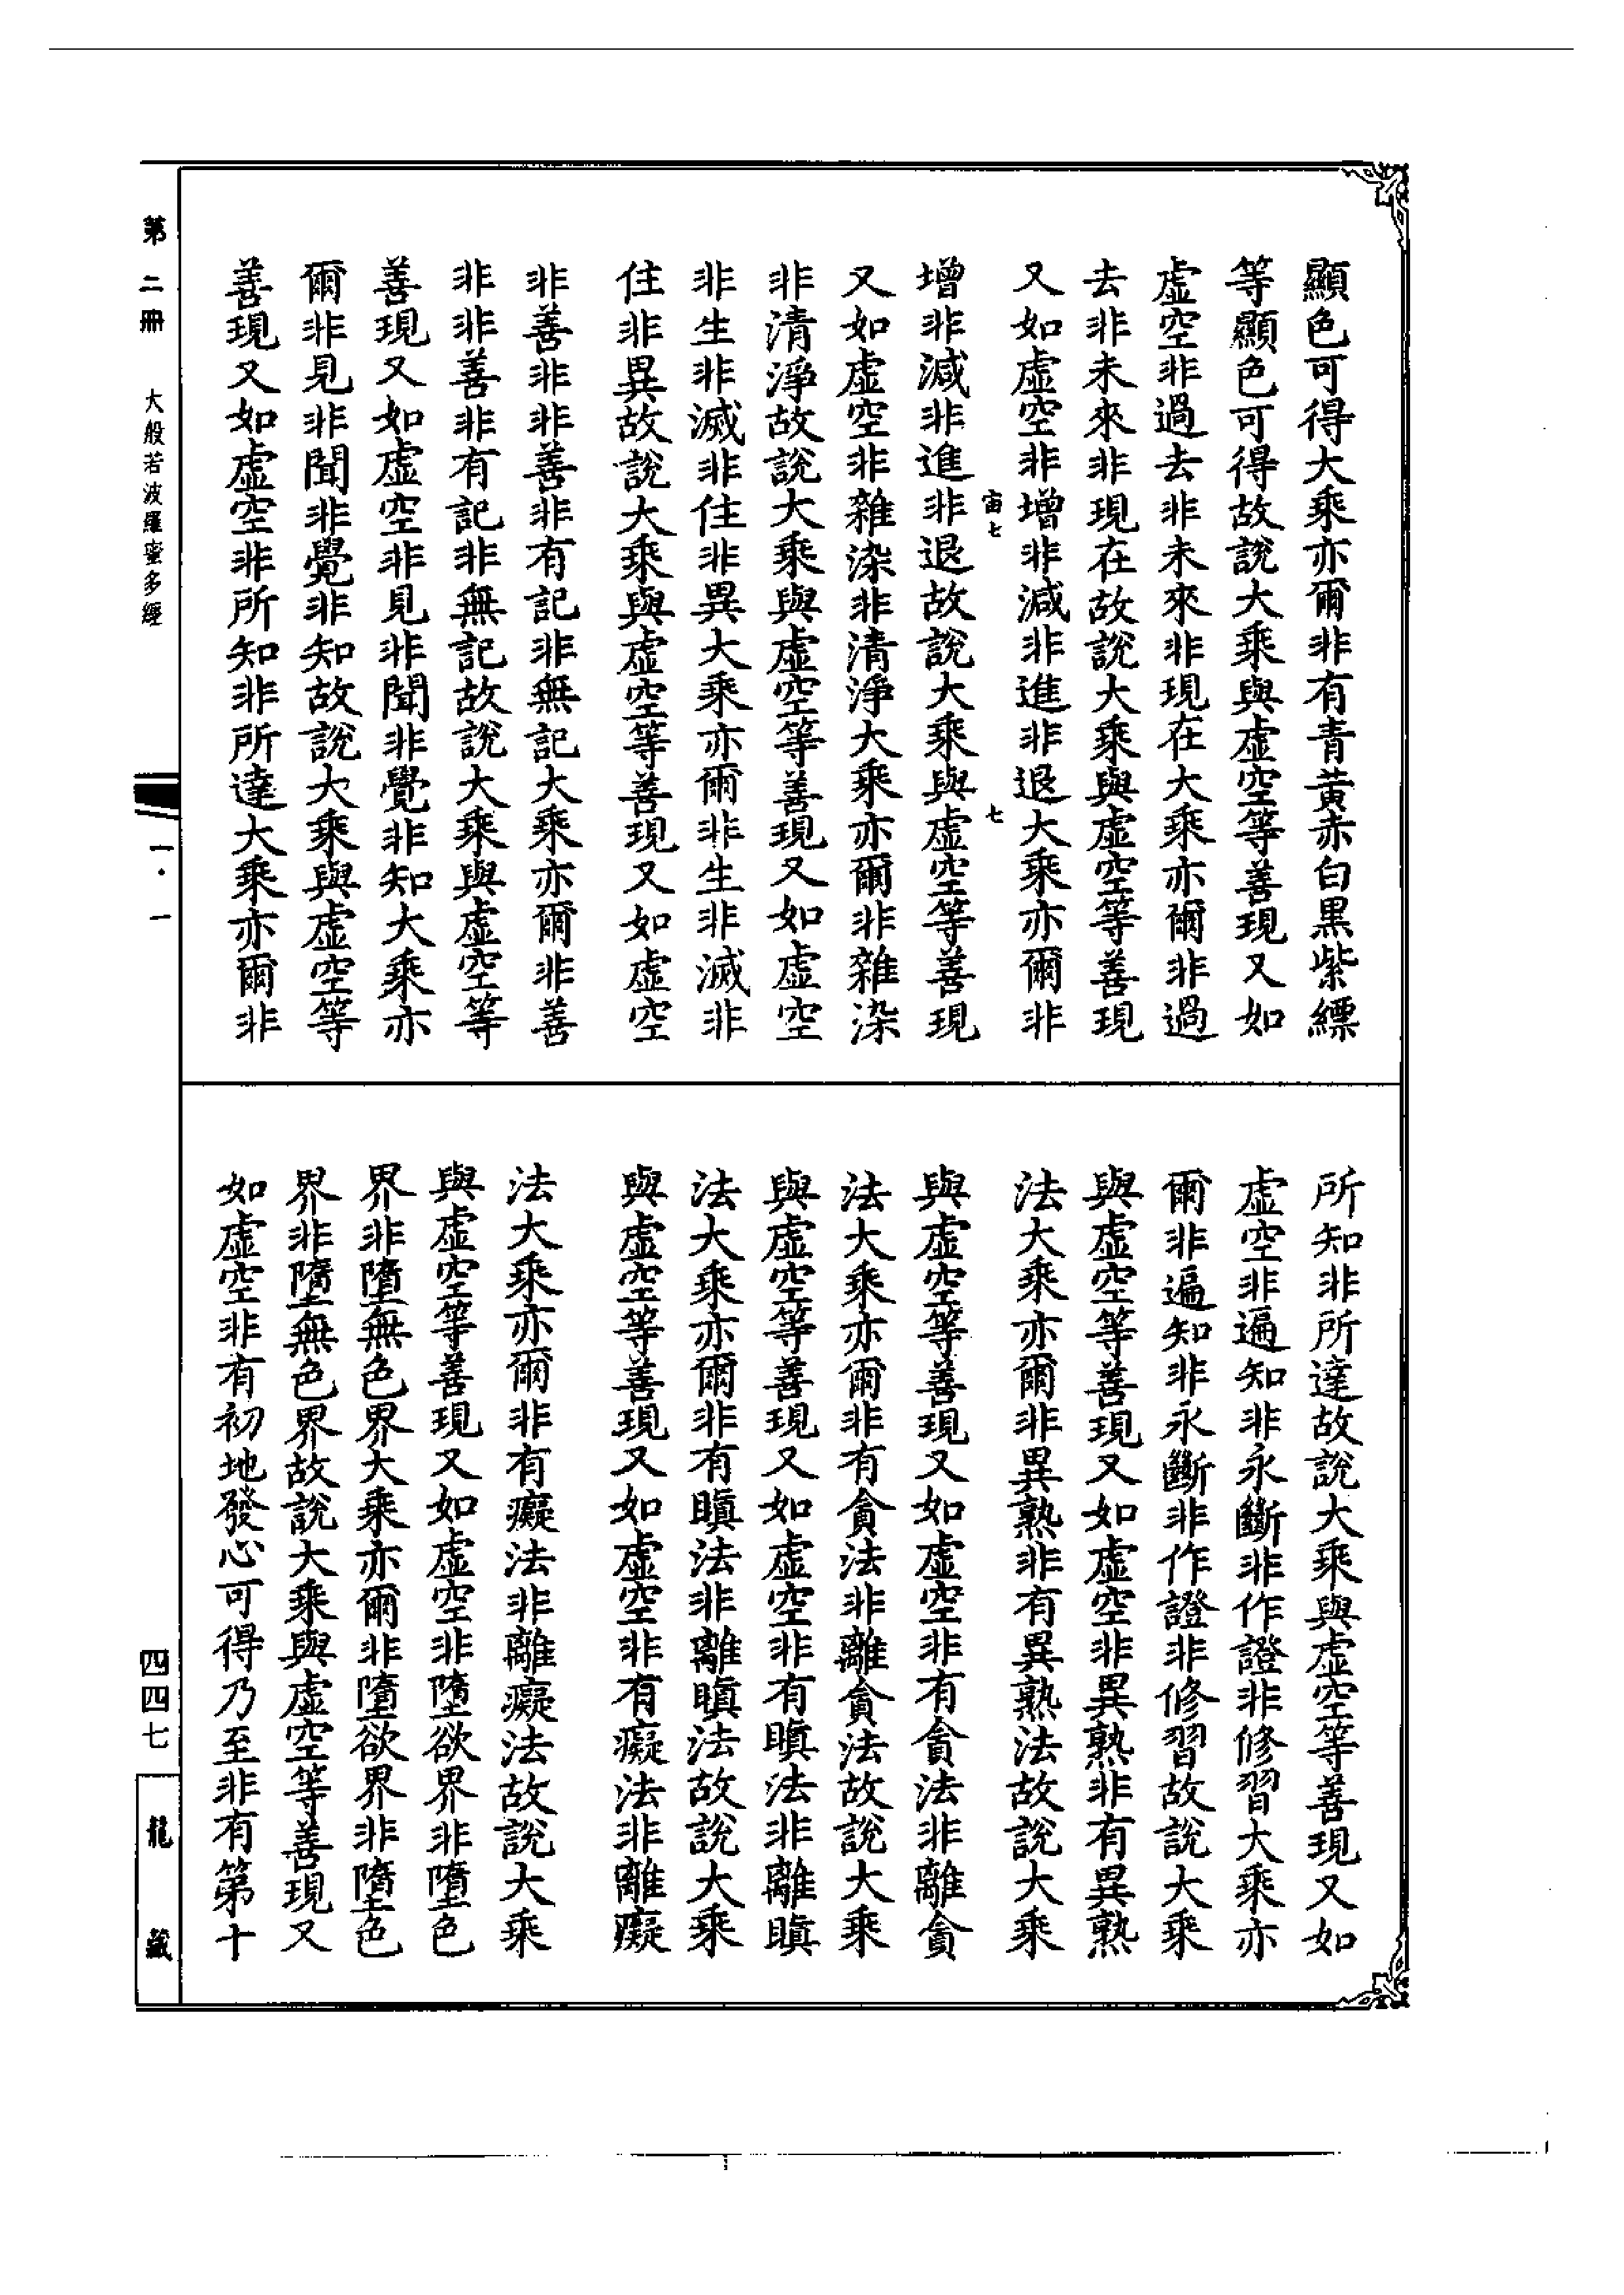 顯色可得大乘亦爾非有青黃赤白黑紫縹
等顯色可得故說大乘與虛空等善現又如
虛空非過去非未來非現在大乘亦爾非過
去非未來非現在故說大乘與虛空等善現
又如虛空非增非減非進非退大乘亦爾非
宙七
七
增非減非進非退故說大乘與虛空等善現
又如虛空非雜染非清淨大乘亦爾非雜染
非清淨故說大乘與虛空等善現又如虛空
非生非滅非住非異大乘亦爾非生非滅非
住非異故說大乘與虛空等善現又如虛空
非善非非善非有記非無記大乘亦爾非善
非非善非有記非無記故說大乘與虛空等
善現又如虛空非見非聞非覺非知大乘亦
爾非見非聞非覺非知故說大乘與虛空等
善現又如虛空非所知非所達大乘亦爾非
所知非所達故說大乘與虛空等善現又如
虛空非遍知非永斷非作證非修習大乘亦
爾非遍知非永斷非作證非修習故說大乘
與虛空等善現又如虛空非異熟非有異熟
法大乘亦爾非異熟非有異熟法故說大乘
與虛空等善現又如虛空非有貪法非離貪
法大乘亦爾非有貪法非離貪法故說大乘
與虛空等善現又如虛空非有瞋法非離瞋
法大乘亦爾非有瞋法非離瞋法故說大乘
與虛空等善現又如虛空非有癡法非離癡
法大乘亦爾非有癡法非離癡法故說大乘
與虛空等善現又如虛空非墮欲界非墮色
界非墮無色界大乘亦爾非墮欲界非墮色
界非墮無色界故說大乘與虛空等善現又
如虛空非有初地發心可得乃至非有第十
第二冊
大般若波羅蜜多經
一·一
四四七
龍藏